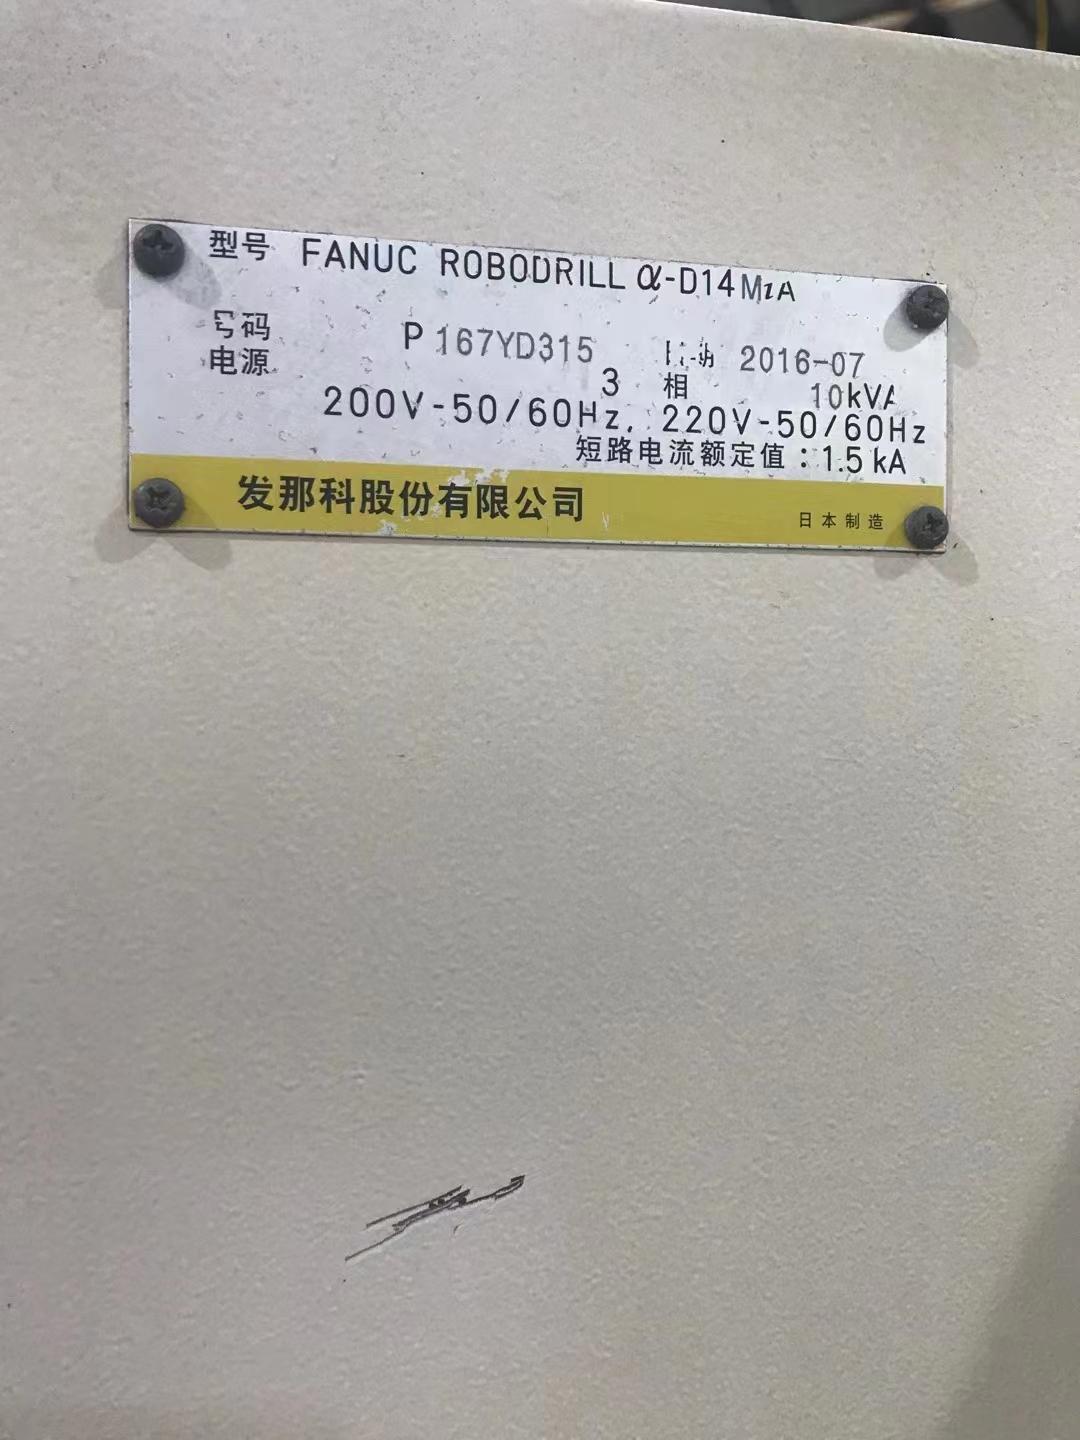 型号 FANUC ROBODRILL α-D14MiA
号码 P 167YD315 2016-07
电源 3 相 10kVA
200V-50/60Hz, 220V-50/60Hz
短路电流额定值：1.5 kA
发那科股份有限公司 日本制造